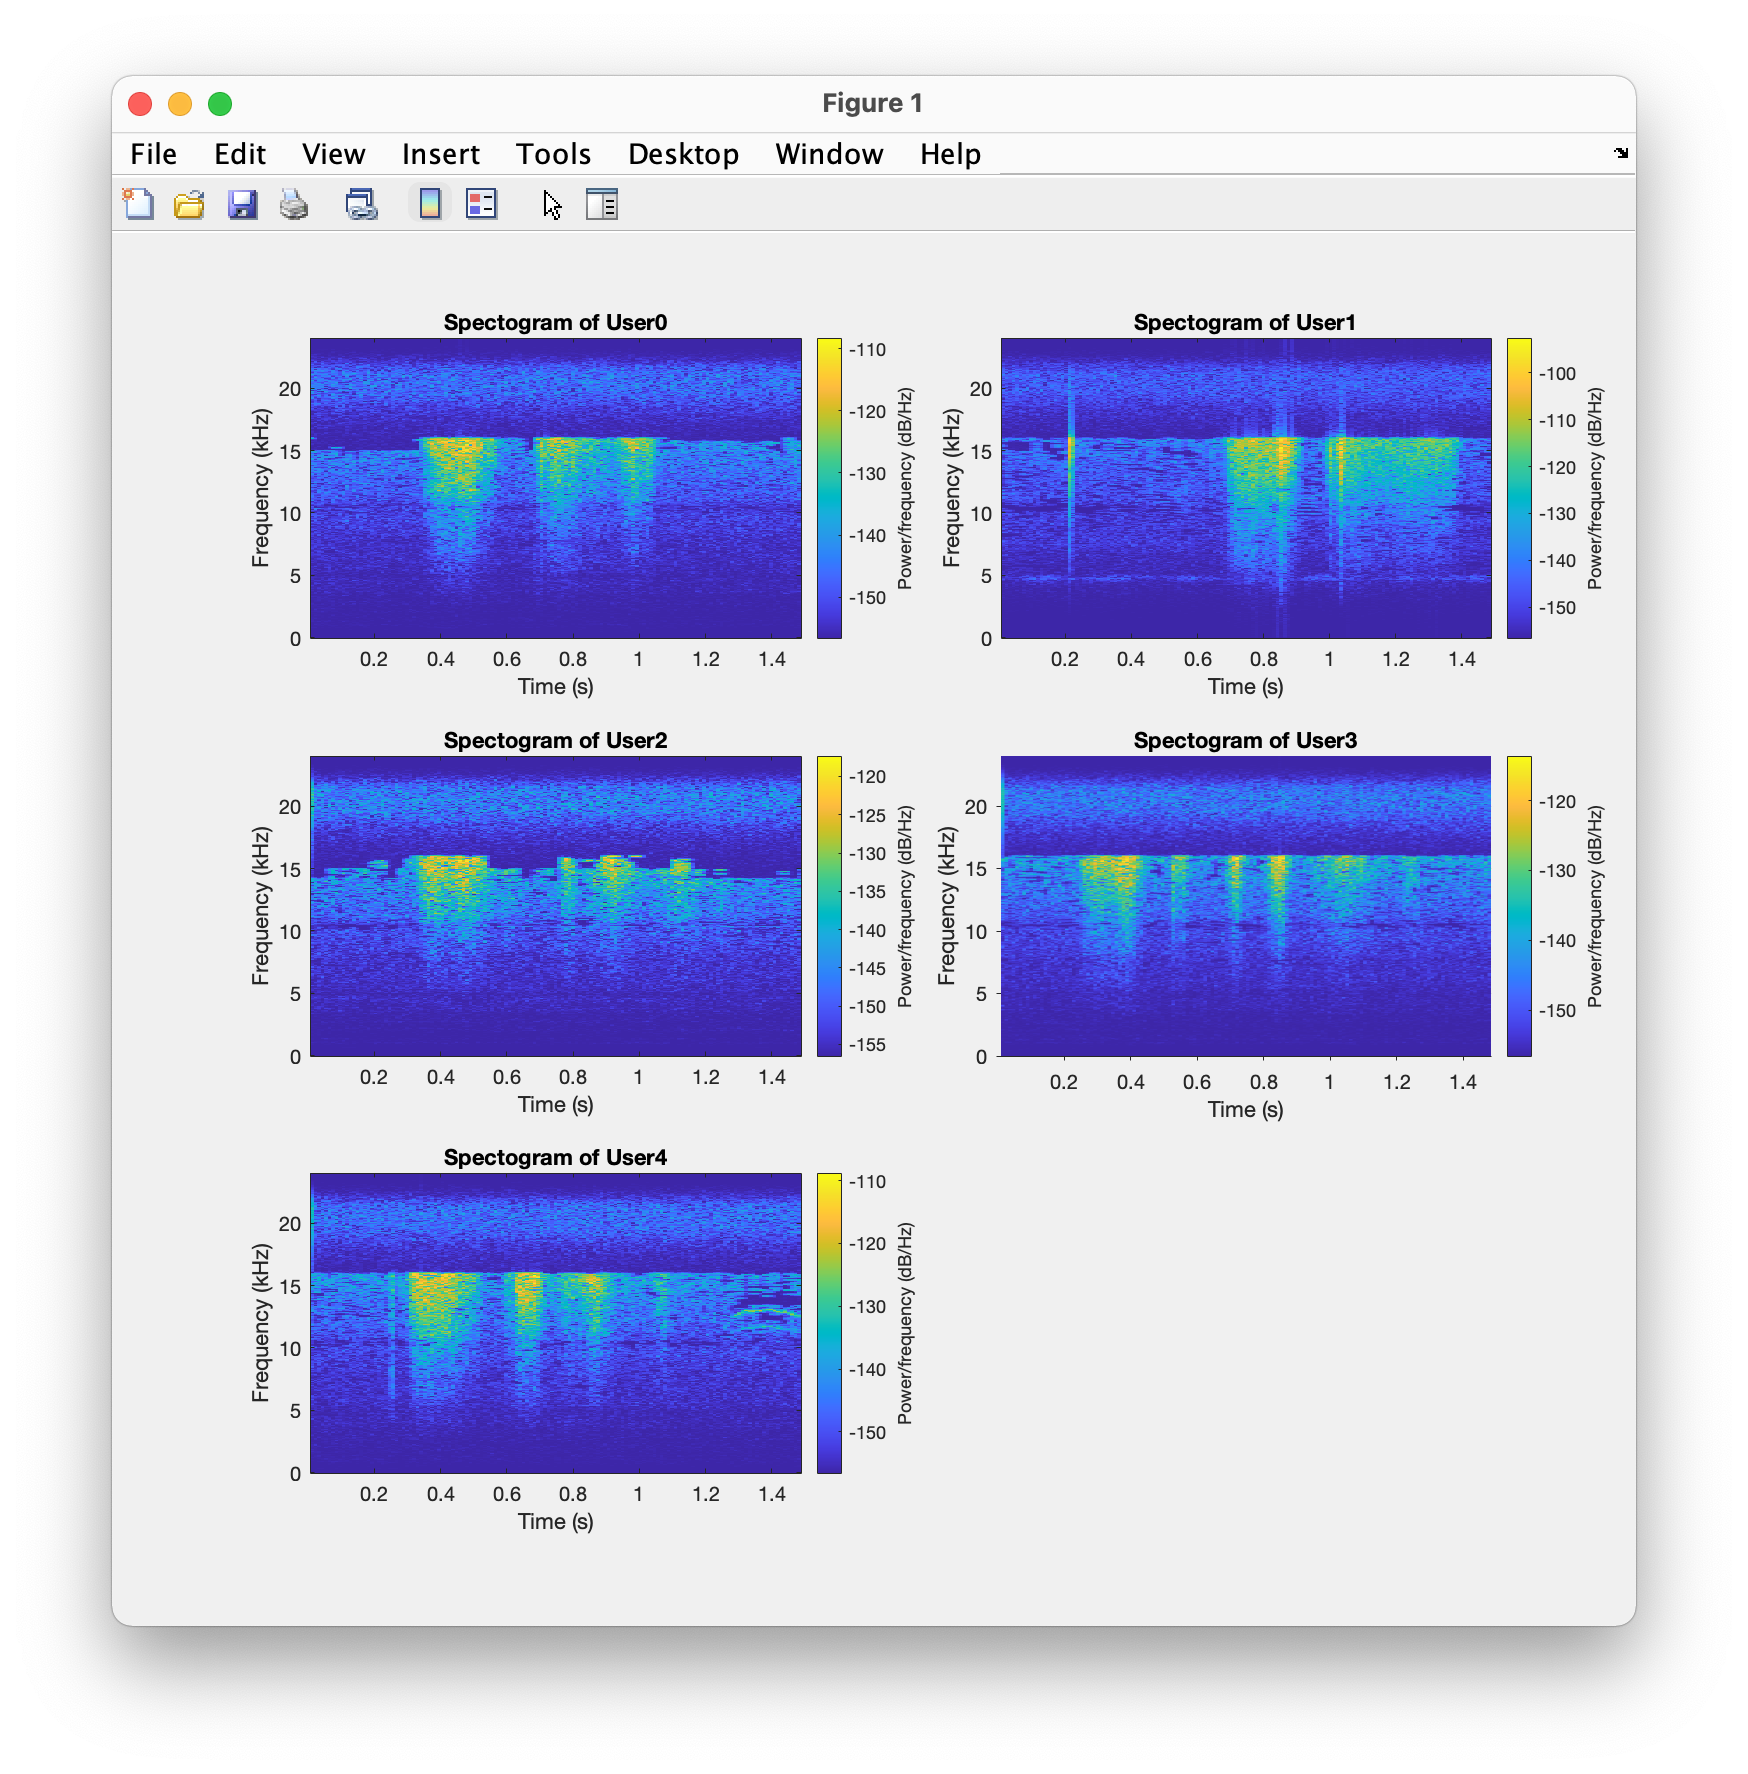 Figure 1
File Edit View Insert Tools Desktop Window Help
Spectogram of User0
Frequency (kHz)
20
15
10
5
0
0.2 0.4 0.6 0.8 1 1.2 1.4
Time (s)
-110
-120
-130
-140
-150
Power/frequency (dB/Hz)
Spectogram of User1
Frequency (kHz)
20
15
10
5
0
0.2 0.4 0.6 0.8 1 1.2 1.4
Time (s)
-100
-110
-120
-130
-140
-150
Power/frequency (dB/Hz)
Spectogram of User2
Frequency (kHz)
20
15
10
5
0
0.2 0.4 0.6 0.8 1 1.2 1.4
Time (s)
-120
-125
-130
-135
-140
-145
-150
-155
Power/frequency (dB/Hz)
Spectogram of User3
Frequency (kHz)
20
15
10
5
0
0.2 0.4 0.6 0.8 1 1.2 1.4
Time (s)
-120
-130
-140
-150
Power/frequency (dB/Hz)
Spectogram of User4
Frequency (kHz)
20
15
10
5
0
0.2 0.4 0.6 0.8 1 1.2 1.4
Time (s)
-110
-120
-130
-140
-150
Power/frequency (dB/Hz)